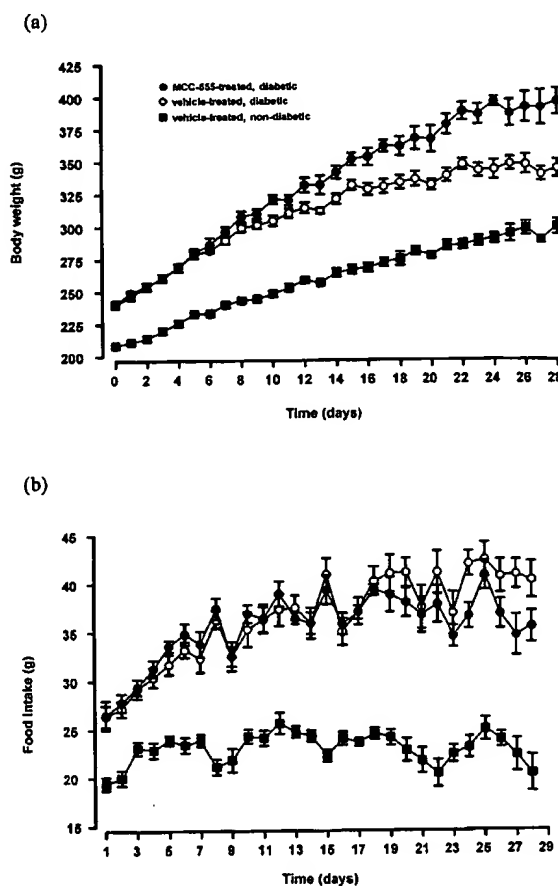 (a)
425
400
375
350
325
300
275
250
225
200
Body weight (g)
MCC-555-treated, diabetic
vehicle-treated, diabetic
vehicle-treated, non-diabetic
0 2 4 6 8 10 12 14 16 18 20 22 24 26 28
Time (days)
(b)
45
40
35
30
25
20
15
Food Intake (g)
1 3 5 7 9 11 13 15 17 19 21 23 25 27 29
Time (days)